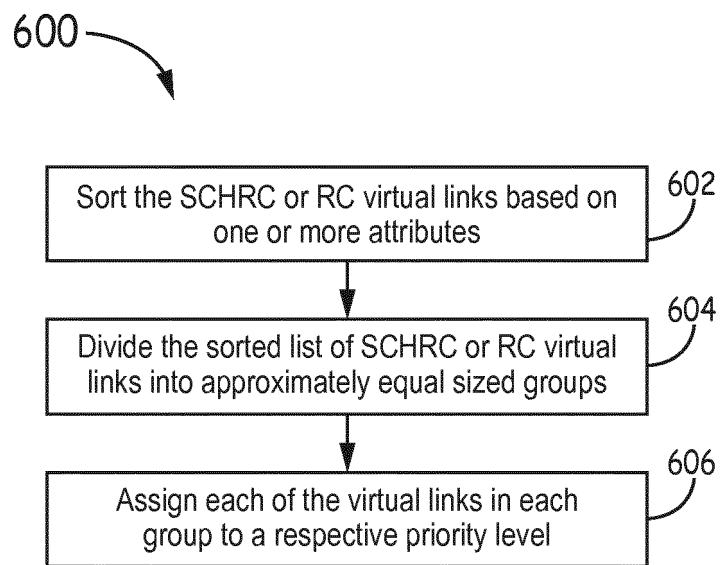 600
Sort the SCHRC or RC virtual links based on
one or more attributes
602
Divide the sorted list of SCHRC or RC virtual
links into approximately equal sized groups
604
Assign each of the virtual links in each
group to a respective priority level
606